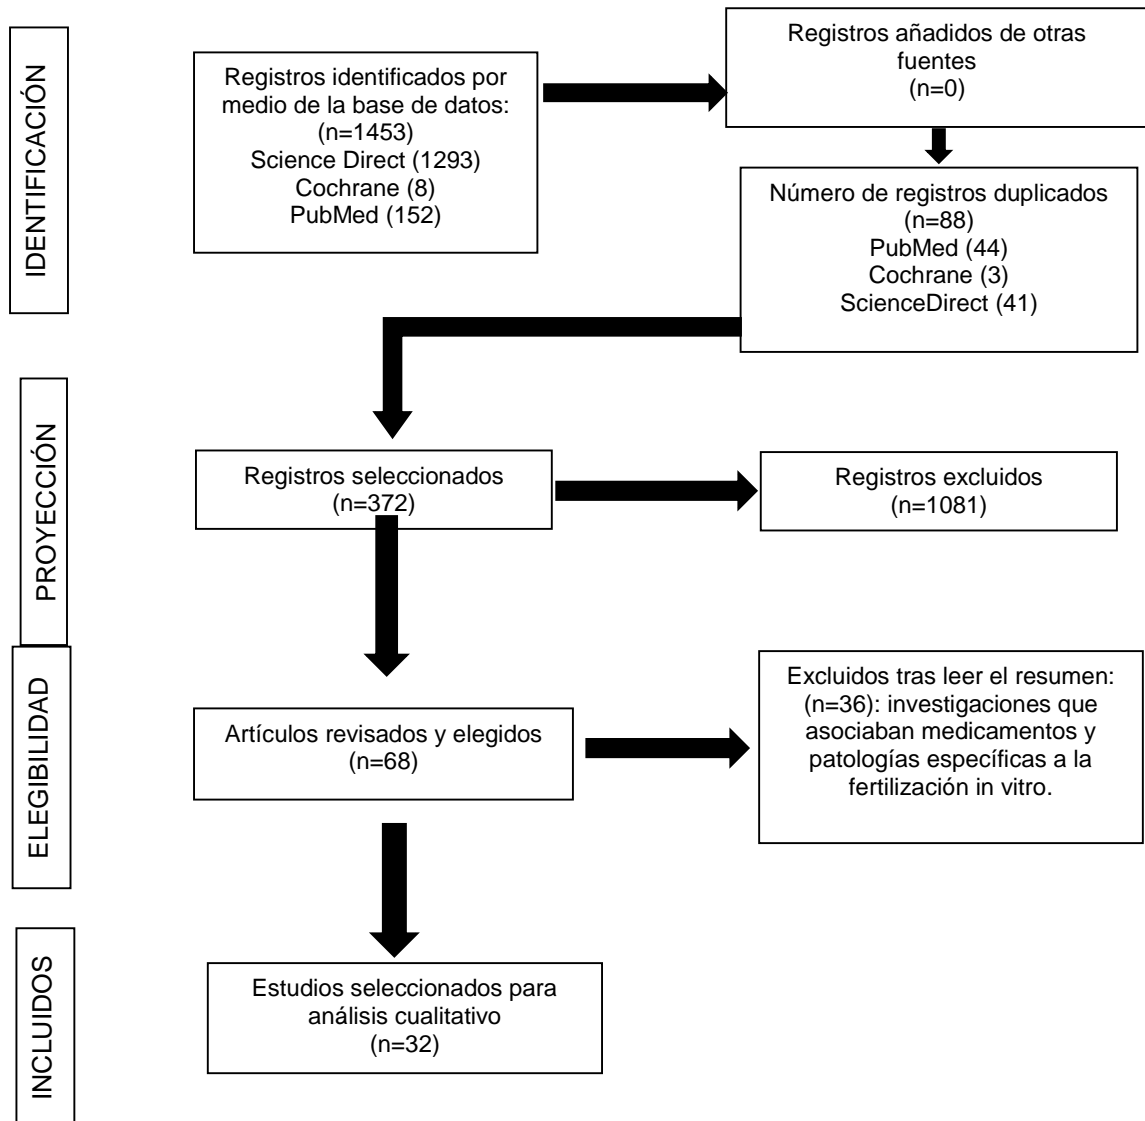 IDENTIFICACIÓN
Registros identificados por
medio de la base de datos:
(n=1453)
Science Direct (1293)
Cochrane (8)
PubMed (152)
Registros añadidos de otras
fuentes
(n=0)
Número de registros duplicados
(n=88)
PubMed (44)
Cochrane (3)
ScienceDirect (41)
PROYECCIÓN
Registros seleccionados
(n=372)
Registros excluidos
(n=1081)
ELEGIBILIDAD
Artículos revisados y elegidos
(n=68)
Excluidos tras leer el resumen:
(n=36): investigaciones que
asociaban medicamentos y
patologías específicas a la
fertilización in vitro.
INCLUIDOS
Estudios seleccionados para
análisis cualitativo
(n=32)